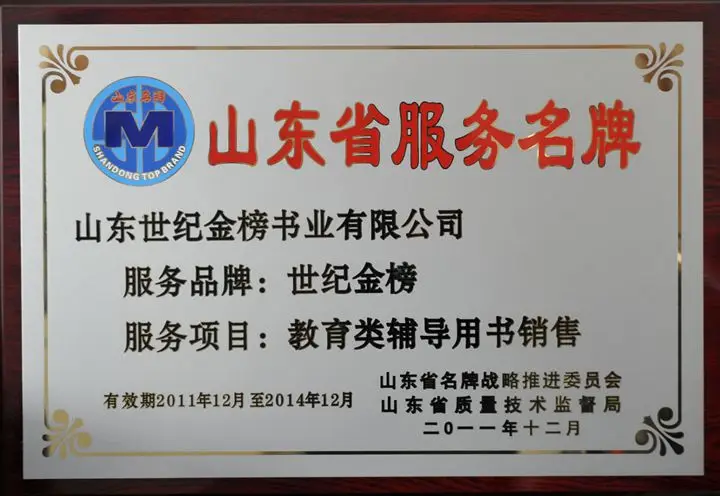 山东名牌
M
SHANDONG TOP BRAND
山东省服务名牌
山东世纪金榜书业有限公司
服务品牌：世纪金榜
服务项目：教育类辅导用书销售
有效期2011年12月至2014年12月
山东省名牌战略推进委员会
山东省质量技术监督局
二0一一年十二月